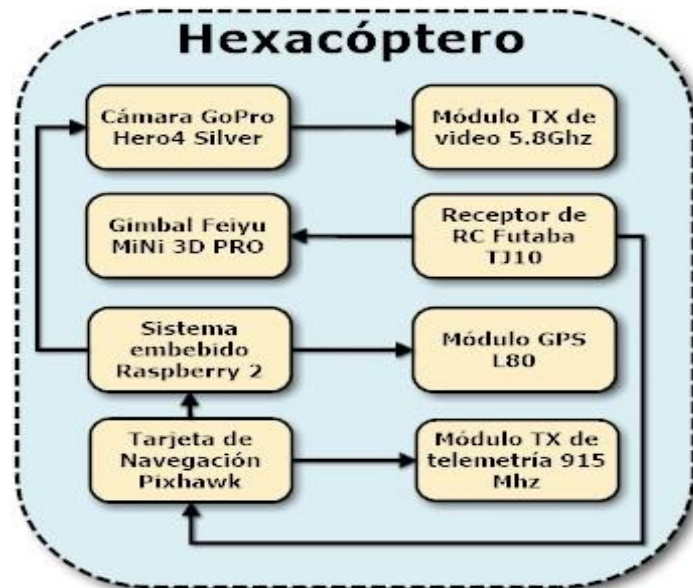 Hexacóptero
Cámara GoPro
Hero4 Silver
Módulo TX de
video 5.8Ghz
Gimbal Feiyu
MiNi 3D PRO
Receptor de
RC Futaba
TJ10
Sistema
embebido
Raspberry 2
Módulo GPS
L80
Tarjeta de
Navegación
Pixhawk
Módulo TX de
telemetría 915
Mhz